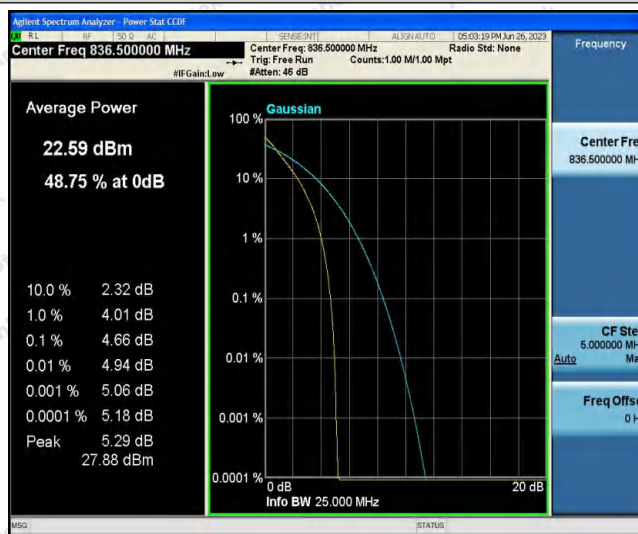 Agilent Spectrum Analyzer - Power Stat CCDF
RL RF 50 Ω AC SENSE:INT ALIGN AUTO 05:03:19 PM Jun 26, 2023
Center Freq 836.500000 MHz
Center Freq: 836.500000 MHz Radio Std: None
Trig: Free Run Counts:1.00 M/1.00 Mpt
#IFGain:Low #Atten: 46 dB
Frequency
Average Power
22.59 dBm
48.75 % at 0dB
10.0 % 2.32 dB
1.0 % 4.01 dB
0.1 % 4.66 dB
0.01 % 4.94 dB
0.001 % 5.06 dB
0.0001 % 5.18 dB
Peak 5.29 dB
27.88 dBm
Gaussian
100 %
10 %
1 %
0.1 %
0.01 %
0.001 %
0.0001 %
0 dB 20 dB
Info BW 25.000 MHz
Center Fre
836.500000 MH
CF Ste
5.000000 MH
Auto Ma
Freq Offse
0 H
MSG STATUS